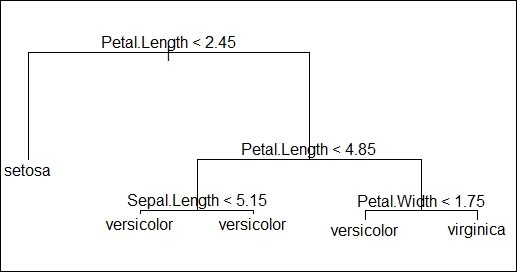 Petal.Length < 2.45
setosa
Petal.Length < 4.85
Sepal.Length < 5.15
versicolor
versicolor
Petal.Width < 1.75
versicolor
virginica